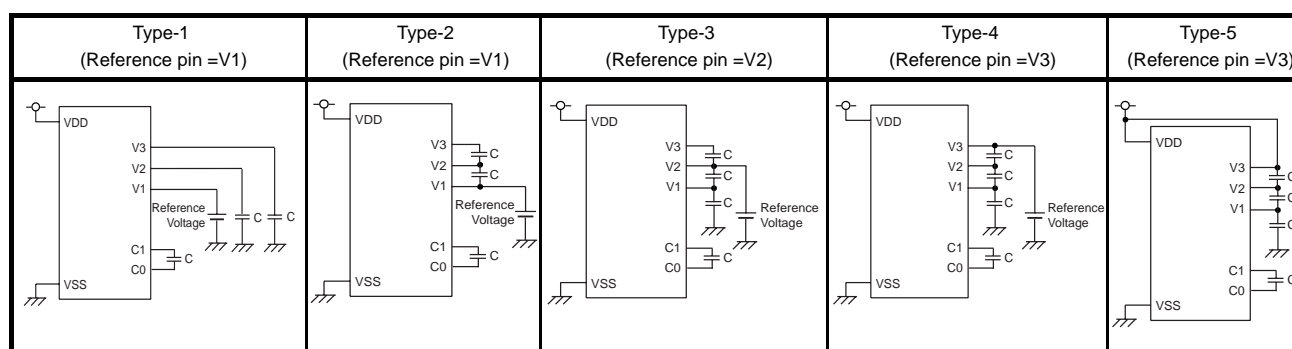 Type-1
(Reference pin =V1)
Type-2
(Reference pin =V1)
Type-3
(Reference pin =V2)
Type-4
(Reference pin =V3)
Type-5
(Reference pin =V3)
VDD
V3
V2
V1
Reference
Voltage
C
C
C1
C0
C
VSS
VDD
V3
V2
V1
C
C
Reference
Voltage
C1
C0
C
VSS
VDD
V3
V2
V1
C
C
C
Reference
Voltage
C1
C0
C
VSS
VDD
V3
V2
V1
C
C
C
Reference
Voltage
C1
C0
C
VSS
VDD
V3
V2
V1
C
C
C
C1
C0
C
VSS